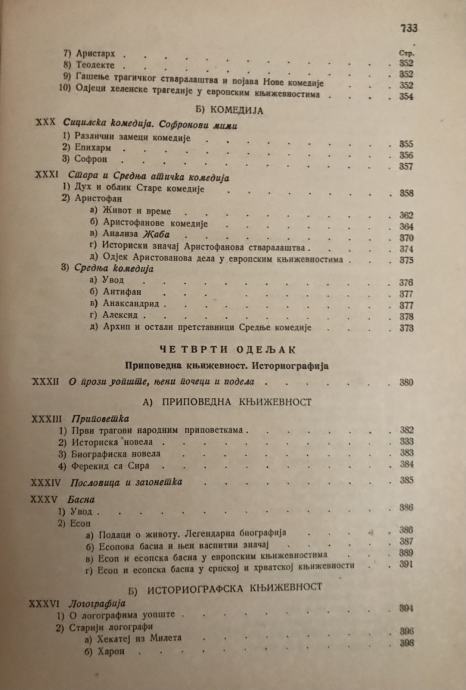 733
Стр.
7) Аристарх . . . . . . . . . . . 352
8) Теодекте . . . . . . . . . . . 352
9) Гашење трагичког стваралаштва и појава Нове комедије . . 352
10) Одјеци хеленске трагедије у европским књижевностима . . . 354
Б) КОМЕДИЈА
XXX Сицилска комедија. Софронови мими
1) Различни замеци комедије . . . . . . . 355
2) Епихарм . . . . . . . . . . . 356
3) Софрон . . . . . . . . . . . 357
XXXI Стара и Средња атичка комедија
1) Дух и облик Старе комедије . . . . . . . 358
2) Аристофан
а) Живот и време . . . . . . . . . 362
б) Аристофанове комедије . . . . . . . 364
в) Анализа Жаба . . . . . . . . . 370
г) Историски значај Аристофанова стваралаштва . . . . 374
д) Одјек Аристованова дела у европским књижевностима . . . 375
3) Средња комедија
а) Увод . . . . . . . . . . . 376
б) Антифан . . . . . . . . . . 377
в) Анаксандрид . . . . . . . . . 377
г) Алексид . . . . . . . . . . 378
д) Архип и остали претставници Средње комедије . . . . 373
ЧЕТВРТИ ОДЕЉАК
Приповедна књижевност. Историографија
XXXII О прози уопште, њени почеци и подела . . . . . . 380
А) ПРИПОВЕДНА КЊИЖЕВНОСТ
XXXIII Приповетка
1) Први трагови народним приповеткама . . . . . . 382
2) Историска новела . . . . . . . . . 383
3) Биографиска новела . . . . . . . . . 383
4) Ферекид са Сира . . . . . . . . . 384
XXXIV Пословица и загонетка . . . . . . . . . 385
XXXV Басна
1) Увод . . . . . . . . . . . . 386
2) Есоп
а) Подаци о животу. Легендарна биографија . . . . . 386
б) Есопова басна и њен васпитни значај . . . . . 387
в) Есоп и есопска басна у европским књижевностима . . . . 389
г) Есоп и есопска басна у српској и хрватској књижевности . . 391
Б) ИСТОРИОГРАФСКА КЊИЖЕВНОСТ
XXXVI Логографија
1) О логографима уопште . . . . . . . . 394
2) Старији логографи
а) Хекатеј из Милета . . . . . . . . 396
б) Харон . . . . . . . . . . 398